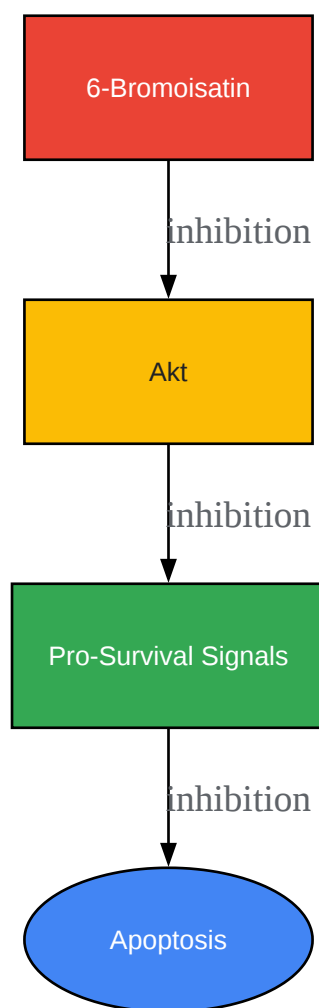 6-Bromoisatin
inhibition
Akt
inhibition
Pro-Survival Signals
inhibition
Apoptosis